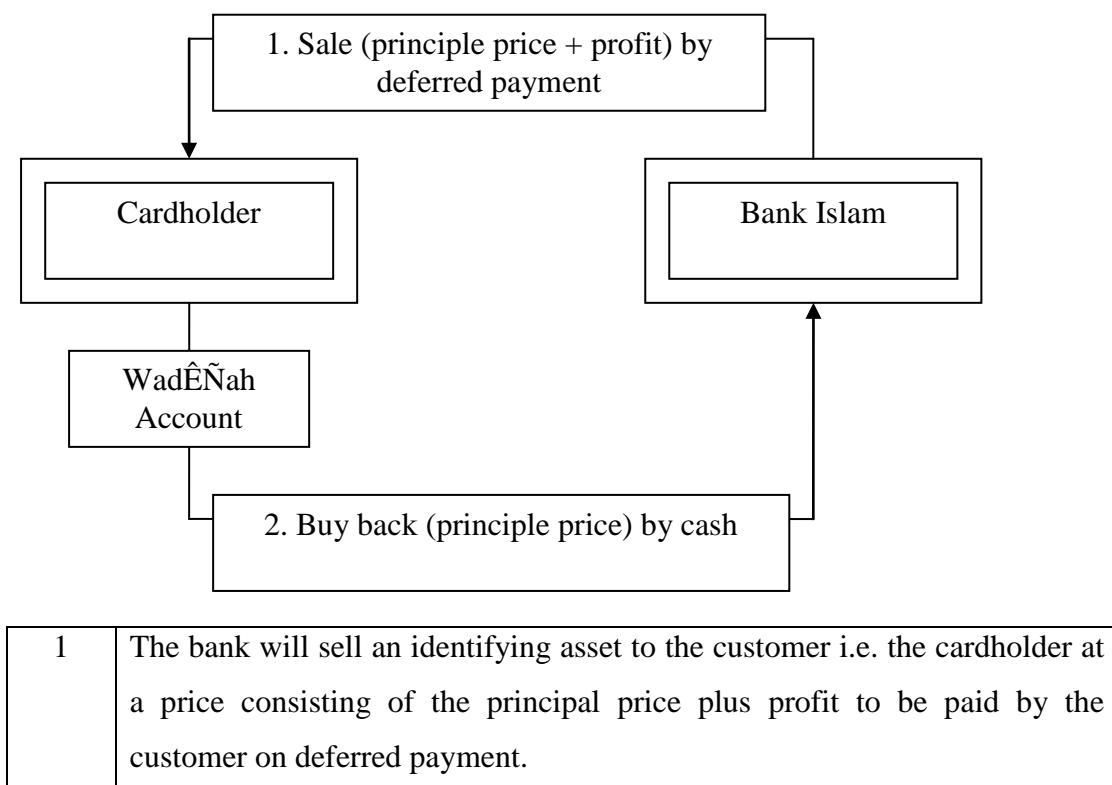 1. Sale (principle price + profit) by
deferred payment
Cardholder
Bank Islam
WadÊÑah
Account
2. Buy back (principle price) by cash
1
The bank will sell an identifying asset to the customer i.e. the cardholder at
a price consisting of the principal price plus profit to be paid by the
customer on deferred payment.